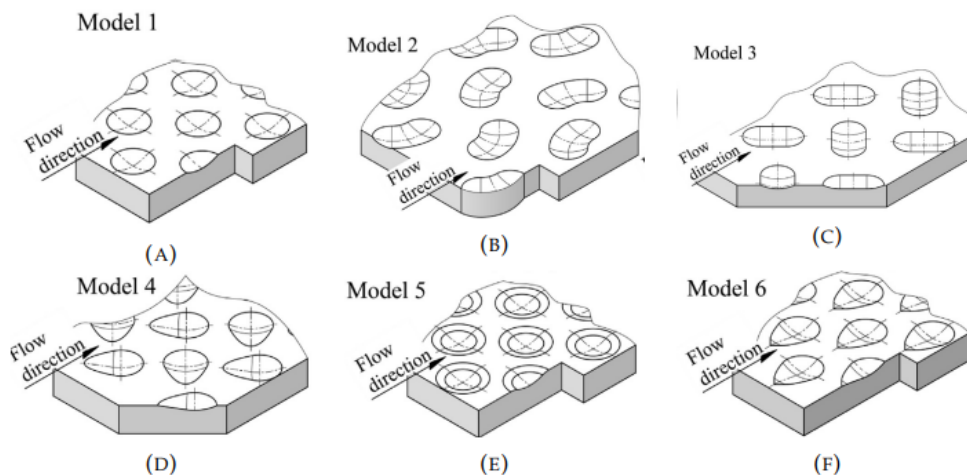 Model 1
Flow
direction
(A)
Model 2
Flow
direction
(B)
Model 3
Flow
direction
(C)
Model 4
Flow
direction
(D)
Model 5
Flow
direction
(E)
Model 6
Flow
direction
(F)